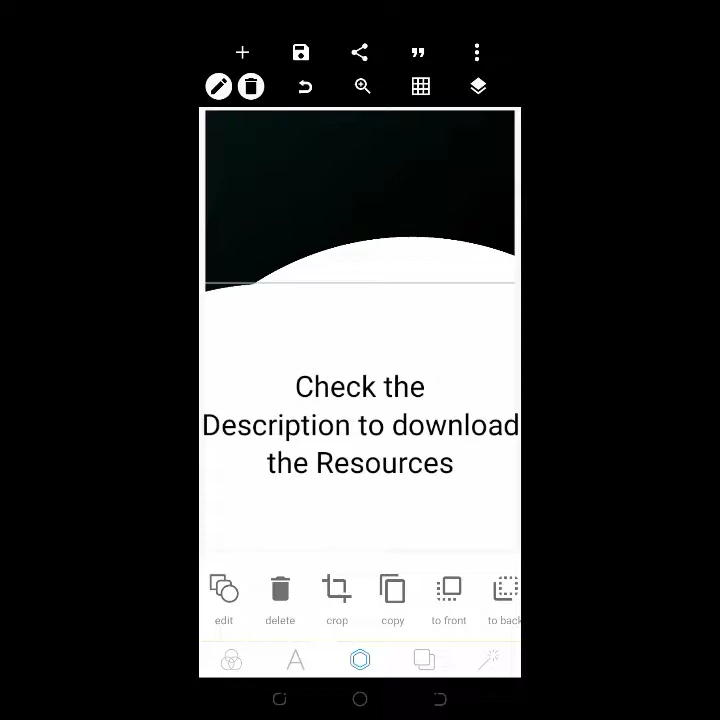 Check the
Description to download
the Resources
edit delete crop copy to front to back